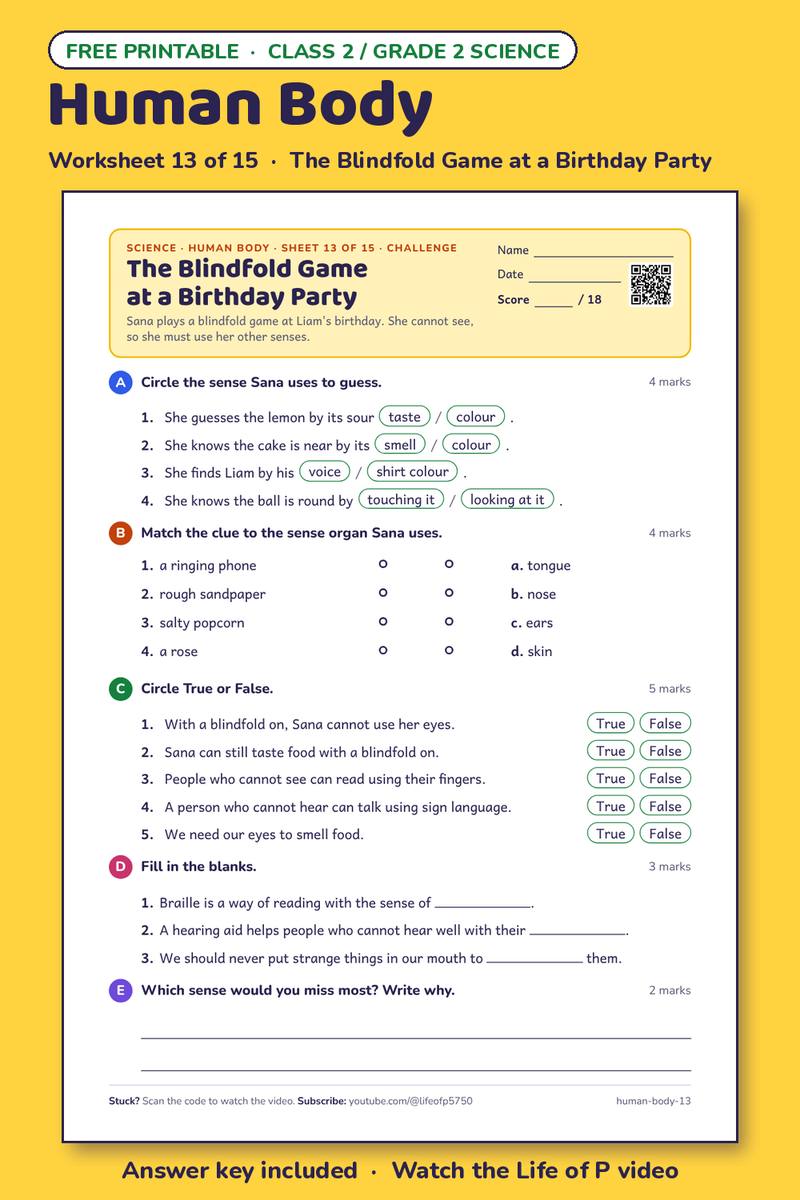 FREE PRINTABLE · CLASS 2 / GRADE 2 SCIENCE
Human Body
Worksheet 13 of 15 · The Blindfold Game at a Birthday Party
SCIENCE · HUMAN BODY · SHEET 13 OF 15 · CHALLENGE
The Blindfold Game
at a Birthday Party
Sana plays a blindfold game at Liam's birthday. She cannot see,
so she must use her other senses.
Name ______
Date ______
Score ______ / 18
A Circle the sense Sana uses to guess. 4 marks
1. She guesses the lemon by its sour taste / colour .
2. She knows the cake is near by its smell / colour .
3. She finds Liam by his voice / shirt colour .
4. She knows the ball is round by touching it / looking at it .
B Match the clue to the sense organ Sana uses. 4 marks
1. a ringing phone a. tongue
2. rough sandpaper b. nose
3. salty popcorn c. ears
4. a rose d. skin
C Circle True or False. 5 marks
1. With a blindfold on, Sana cannot use her eyes. True False
2. Sana can still taste food with a blindfold on. True False
3. People who cannot see can read using their fingers. True False
4. A person who cannot hear can talk using sign language. True False
5. We need our eyes to smell food. True False
D Fill in the blanks. 3 marks
1. Braille is a way of reading with the sense of ______.
2. A hearing aid helps people who cannot hear well with their ______.
3. We should never put strange things in our mouth to ______ them.
E Which sense would you miss most? Write why. 2 marks
Stuck? Scan the code to watch the video. Subscribe: youtube.com/@lifeofp5750 human-body-13
Answer key included · Watch the Life of P video